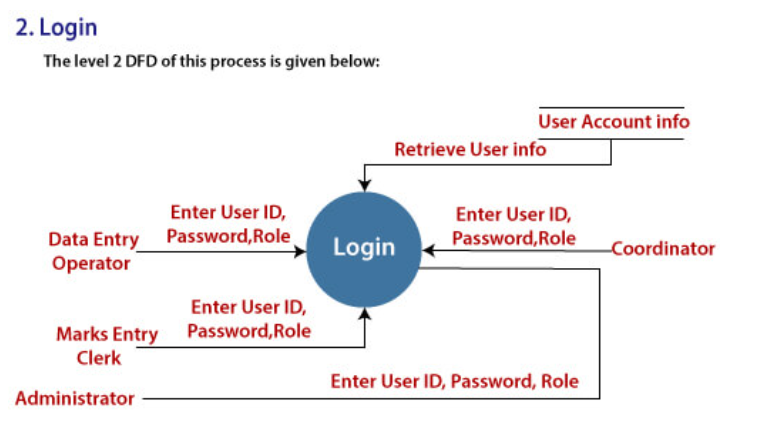 2. Login
The level 2 DFD of this process is given below:
User Account info
Retrieve User info
Enter User ID,
Password,Role
Data Entry
Operator
Login
Enter User ID,
Password,Role
Coordinator
Enter User ID,
Password,Role
Marks Entry
Clerk
Enter User ID, Password, Role
Administrator